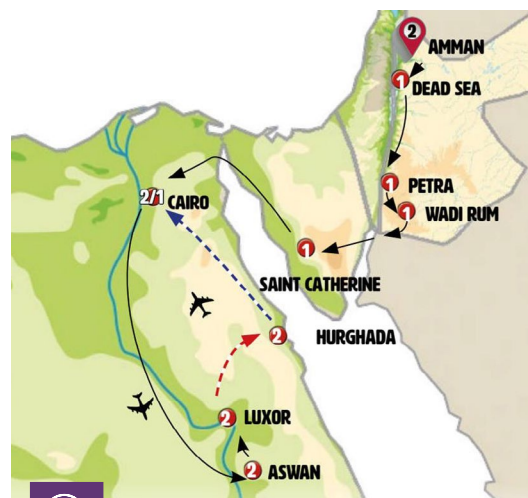 2
AMMAN
1
DEAD SEA
1
PETRA
2/1
CAIRO
1
WADI RUM
1
SAINT CATHERINE
2
HURGHADA
2
LUXOR
2
ASWAN